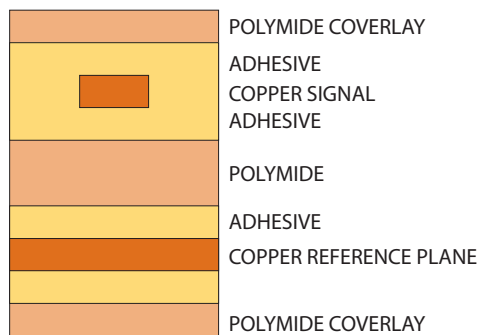 POLYMIDE COVERLAY
ADHESIVE
COPPER SIGNAL
ADHESIVE
POLYMIDE
ADHESIVE
COPPER REFERENCE PLANE
POLYMIDE COVERLAY